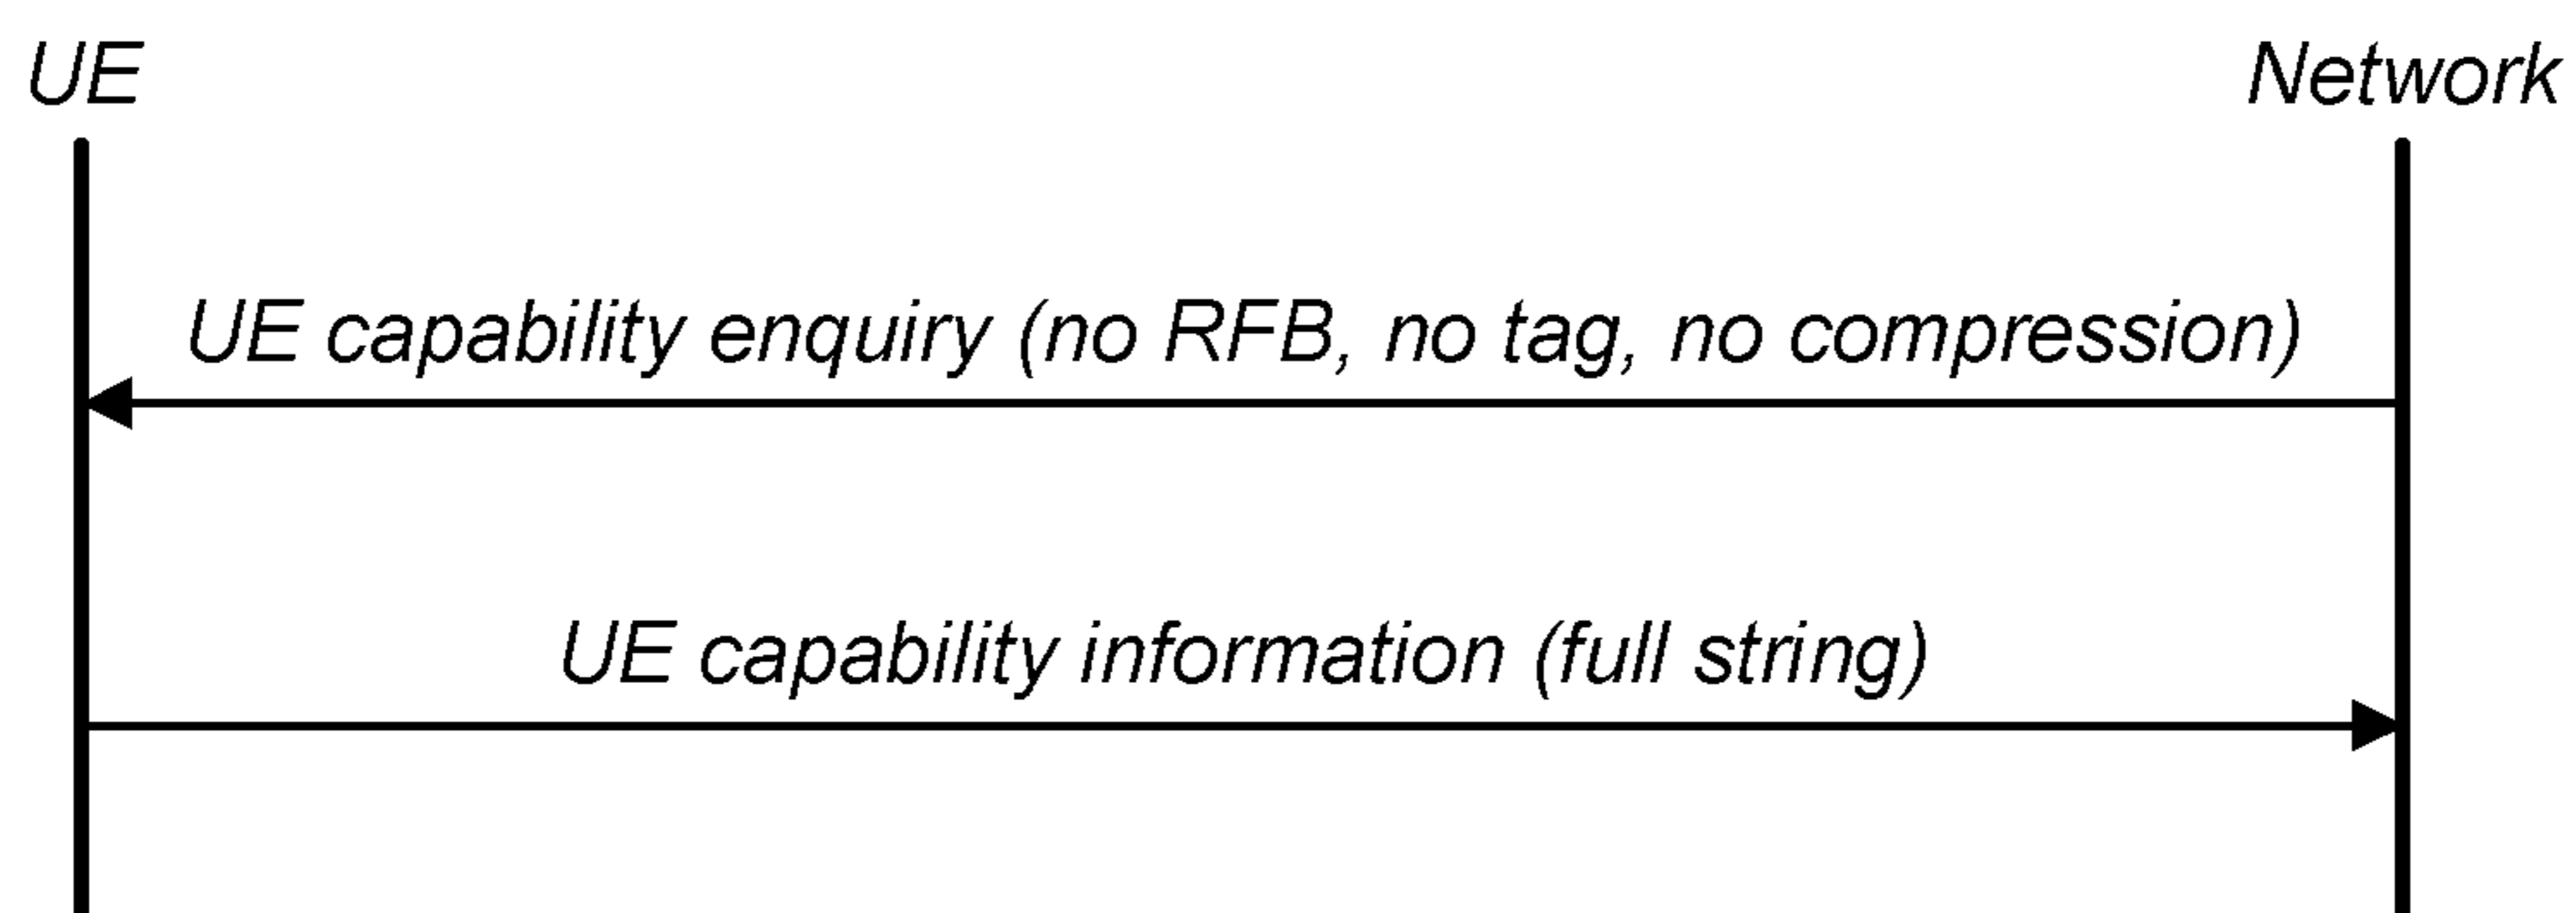 UE
Network
UE capability enquiry (no RFB, no tag, no compression)
UE capability information (full string)